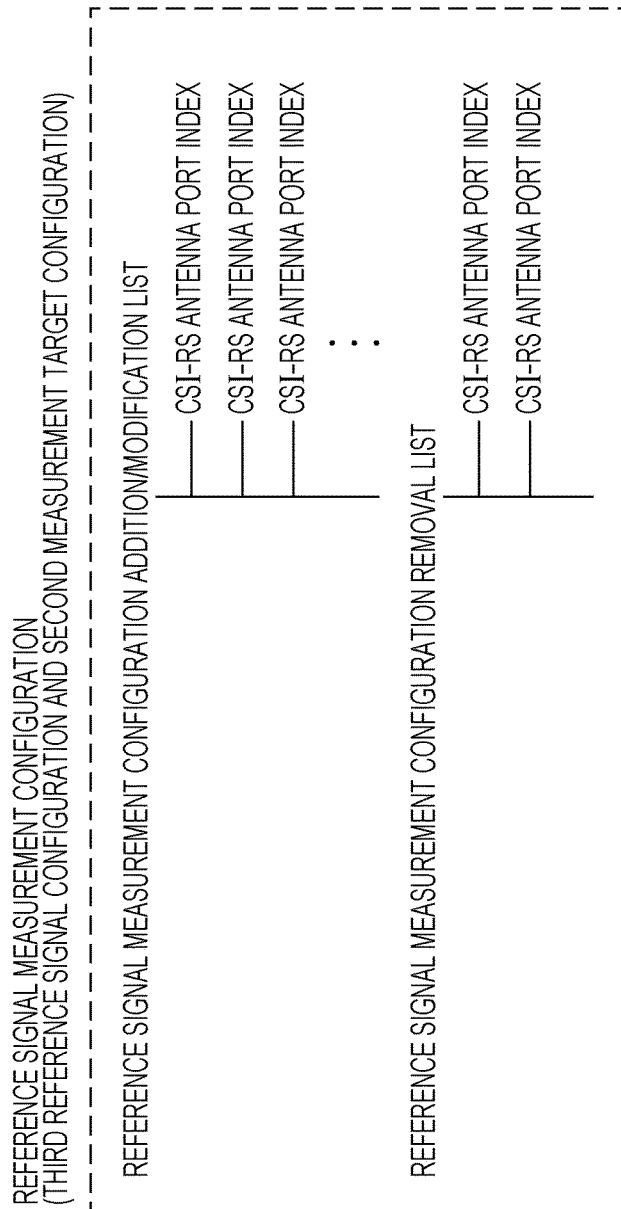 REFERENCE SIGNAL MEASUREMENT CONFIGURATION
(THIRD REFERENCE SIGNAL CONFIGURATION AND SECOND MEASUREMENT TARGET CONFIGURATION)
REFERENCE SIGNAL MEASUREMENT CONFIGURATION ADDITION/MODIFICATION LIST
CSI-RS ANTENNA PORT INDEX
CSI-RS ANTENNA PORT INDEX
CSI-RS ANTENNA PORT INDEX
...
REFERENCE SIGNAL MEASUREMENT CONFIGURATION REMOVAL LIST
CSI-RS ANTENNA PORT INDEX
CSI-RS ANTENNA PORT INDEX